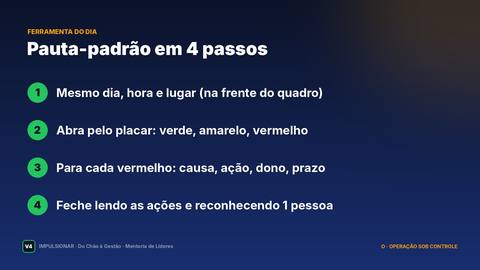 FERRAMENTA DO DIA
Pauta-padrão em 4 passos
1 Mesmo dia, hora e lugar (na frente do quadro)
2 Abra pelo placar: verde, amarelo, vermelho
3 Para cada vermelho: causa, ação, dono, prazo
4 Feche lendo as ações e reconhecendo 1 pessoa
V4 IMPULSIONAR · Do Chão à Gestão · Mentoria de Líderes
O · OPERAÇÃO SOB CONTROLE